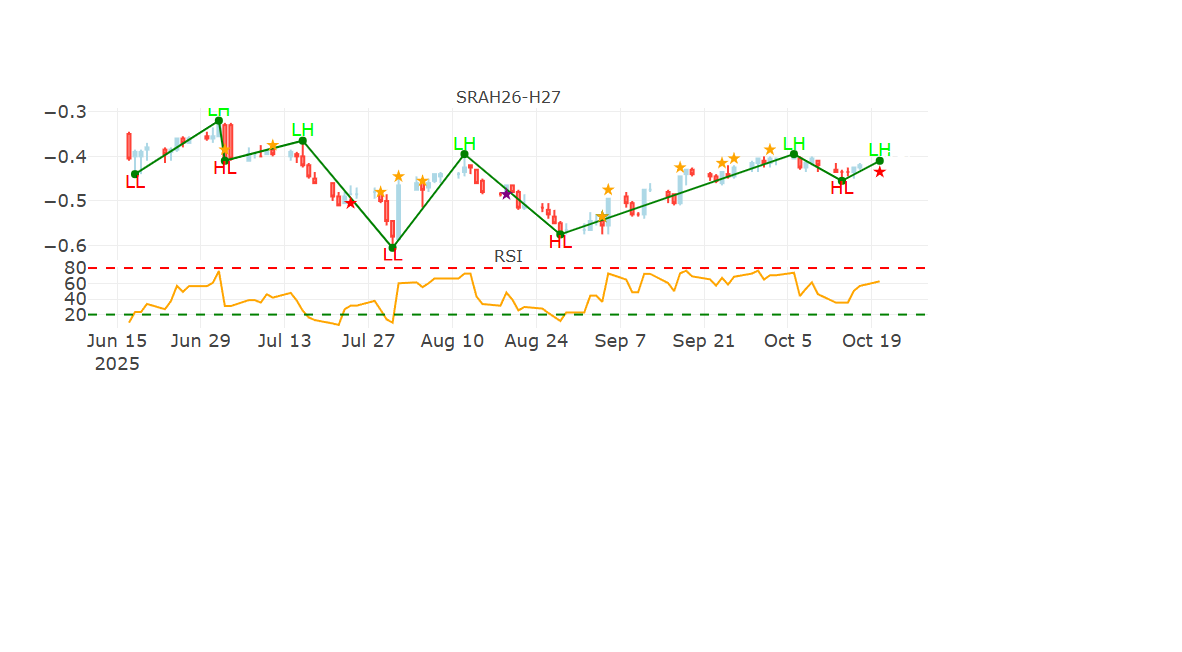 SRAH26-H27
−0.3
−0.4
−0.5
−0.6
LL
LH
HL
LH
LL
LH
HL
LH
HL
LH
RSI
80
60
40
20
Jun 15 Jun 29 Jul 13 Jul 27 Aug 10 Aug 24 Sep 7 Sep 21 Oct 5 Oct 19
2025